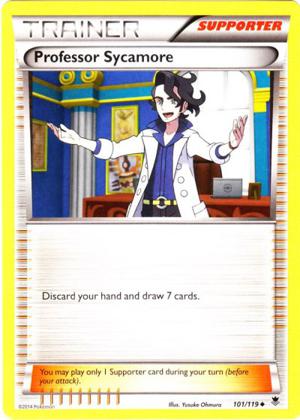 TRAINER SUPPORTER
Professor Sycamore
Discard your hand and draw 7 cards.
You may play only 1 Supporter card during your turn (before
your attack).
©2014 Pokémon Illus. Yusuke Ohmura 101/119